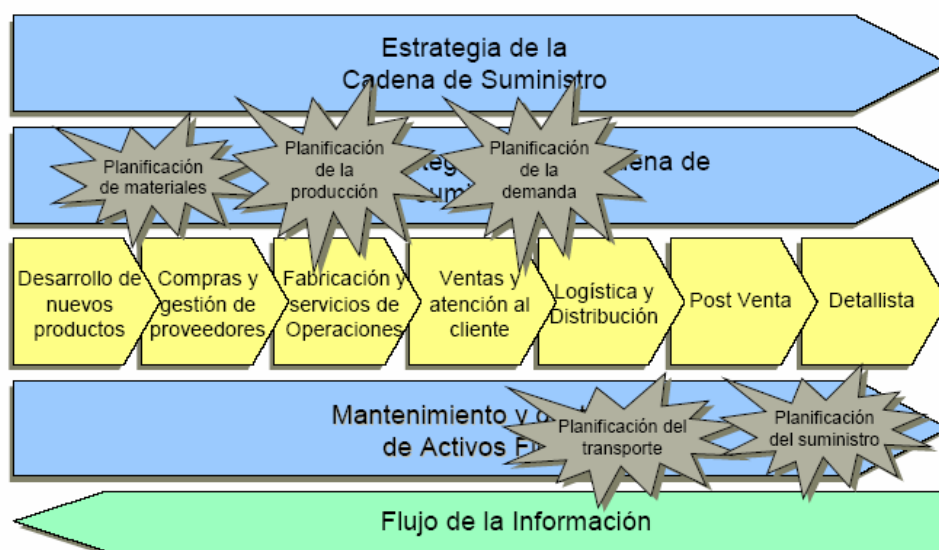 Estrategia de la
Cadena de Suministro
Planificación
de materiales
Planificación
de la
producción
Planificación
de la
demanda
de
Desarrollo de
nuevos
productos
Compras y
gestión de
proveedores
Fabricación y
servicios de
Operaciones
Ventas y
atención al
cliente
Logística y
Distribución
Post Venta
Detallista
Mantenimiento y
de Activos
Planificación del
transporte
Planificación
del suministro
Flujo de la Información